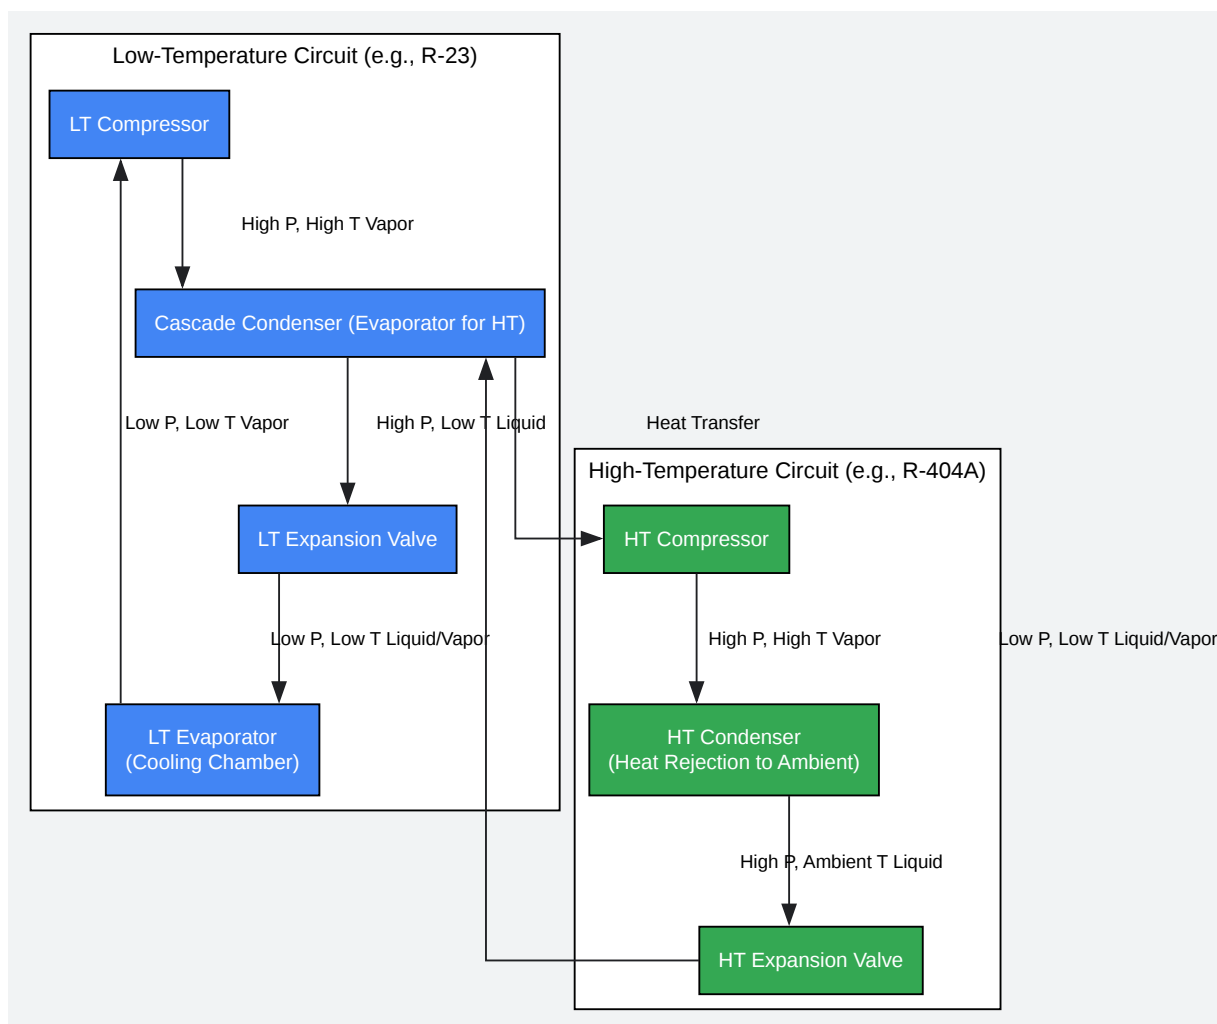 Low-Temperature Circuit (e.g., R-23)
LT Compressor
High P, High T Vapor
Cascade Condenser (Evaporator for HT)
Low P, Low T Vapor
High P, Low T Liquid
Heat Transfer
High-Temperature Circuit (e.g., R-404A)
LT Expansion Valve
HT Compressor
Low P, Low T Liquid/Vapor
High P, High T Vapor
Low P, Low T Liquid/Vapor
LT Evaporator
(Cooling Chamber)
HT Condenser
(Heat Rejection to Ambient)
High P, Ambient T Liquid
HT Expansion Valve